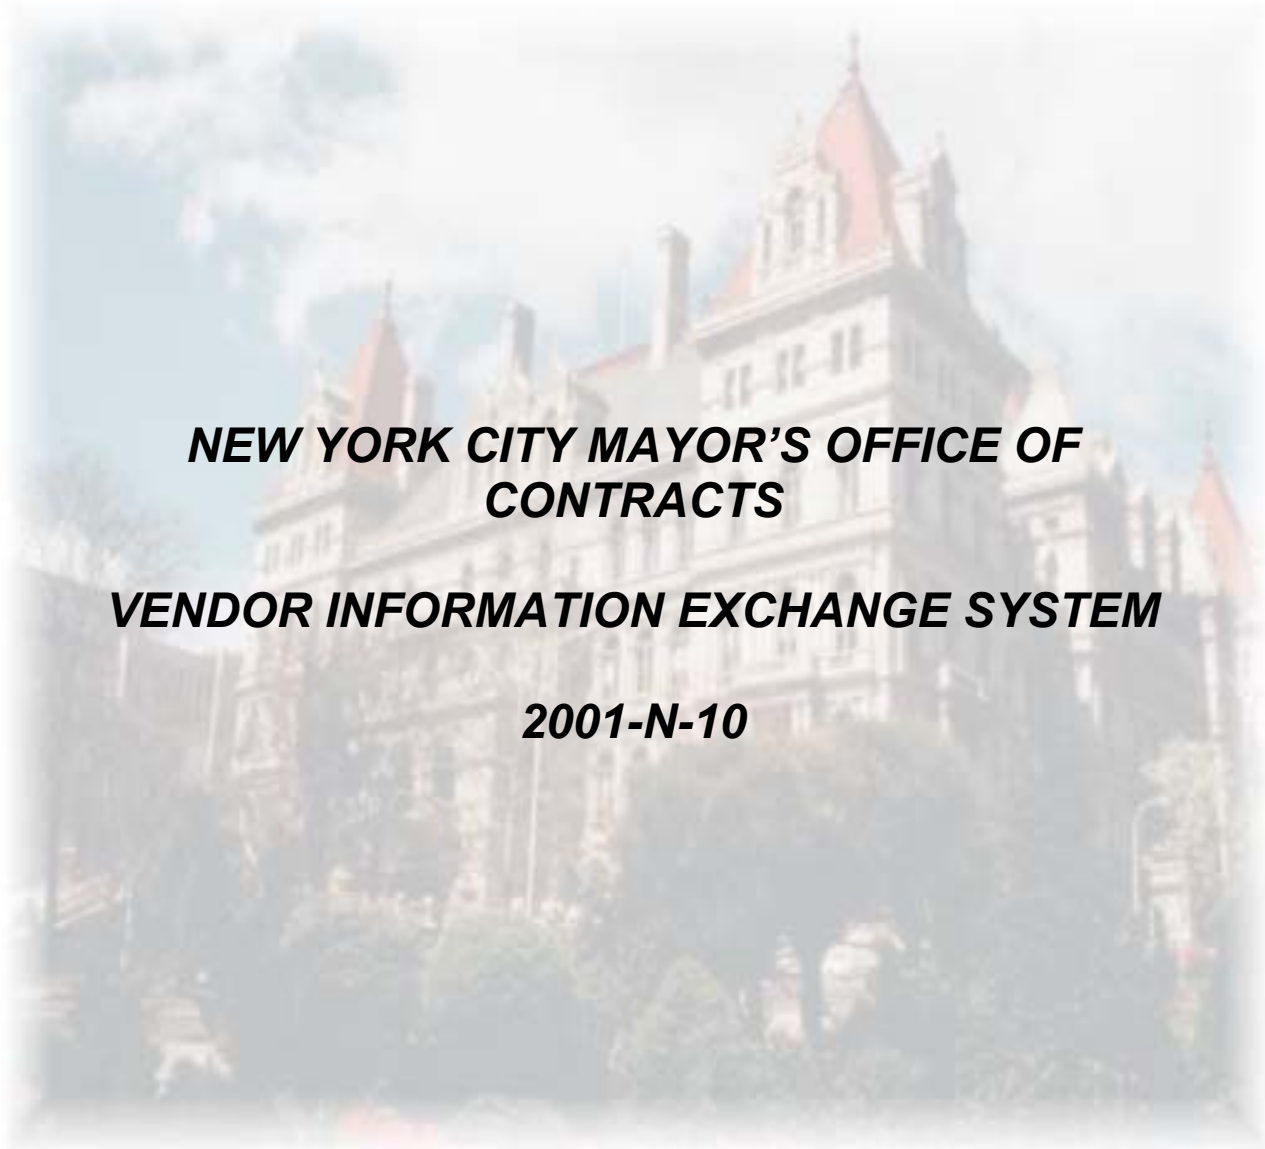 NEW YORK CITY MAYOR’S OFFICE OF
CONTRACTS
VENDOR INFORMATION EXCHANGE SYSTEM
2001-N-10